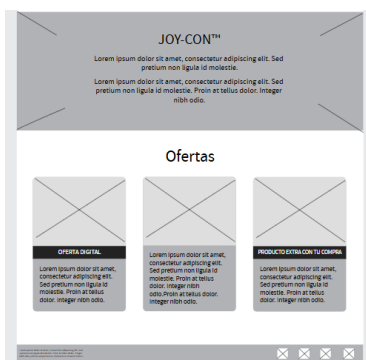 JOY-CON™
Lorem ipsum dolor sit amet, consectetur adipiscing elit. Sed
pretium non ligula id molestie.
Lorem ipsum dolor sit amet, consectetur adipiscing elit. Sed
pretium non ligula id molestie. Proin at tellus dolor. Integer
nibh odio.
Ofertas
OFERTA DIGITAL
Lorem ipsum dolor sit amet,
consectetur adipiscing elit.
Sed pretium non ligula id
molestie. Proin at tellus
dolor. Integer nibh odio.
Lorem ipsum dolor sit amet,
consectetur adipiscing elit.
Sed pretium non ligula id
molestie. Proin at tellus
dolor. Integer nibh
odio.Proin at tellus dolor.
Integer nibh odio.
PRODUCTO EXTRA CON TU COMPRA
Lorem ipsum dolor sit amet,
consectetur adipiscing elit.
Sed pretium non ligula id
molestie. Proin at tellus
dolor. Integer nibh odio.